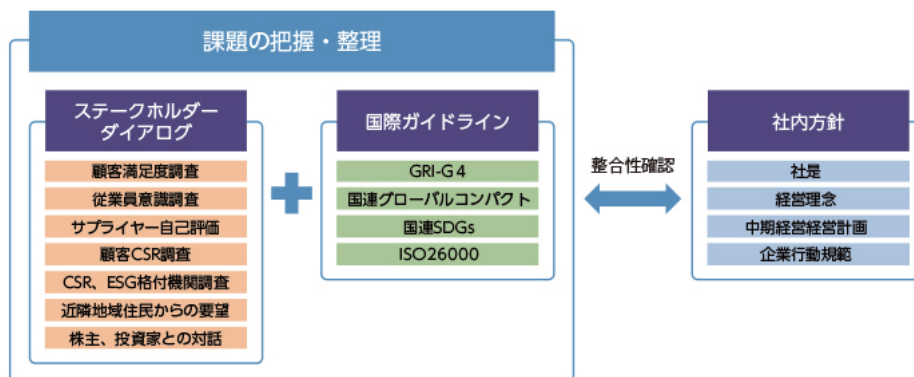 課題の把握・整理
ステークホルダー
ダイアログ
顧客満足度調査
従業員意識調査
サプライヤー自己評価
顧客CSR調査
CSR、ESG格付機関調査
近隣地域住民からの要望
株主、投資家との対話
国際ガイドライン
GRI-G4
国連グローバルコンパクト
国連SDGs
ISO26000
整合性確認
社内方針
社是
経営理念
中期経営経営計画
企業行動規範